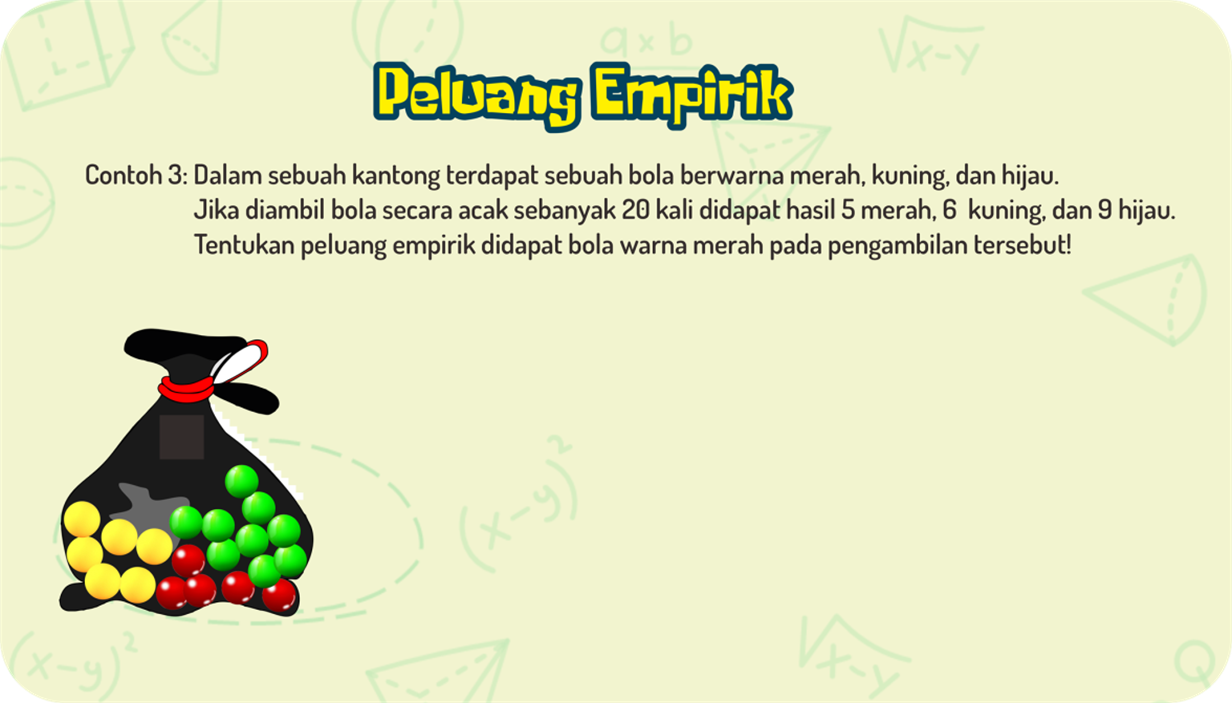 a x b
√x-y
Peluang Empirik
Contoh 3: Dalam sebuah kantong terdapat sebuah bola berwarna merah, kuning, dan hijau.
Jika diambil bola secara acak sebanyak 20 kali didapat hasil 5 merah, 6 kuning, dan 9 hijau.
Tentukan peluang empirik didapat bola warna merah pada pengambilan tersebut!
(x-y)²
(x-y)²
√x-y
Q